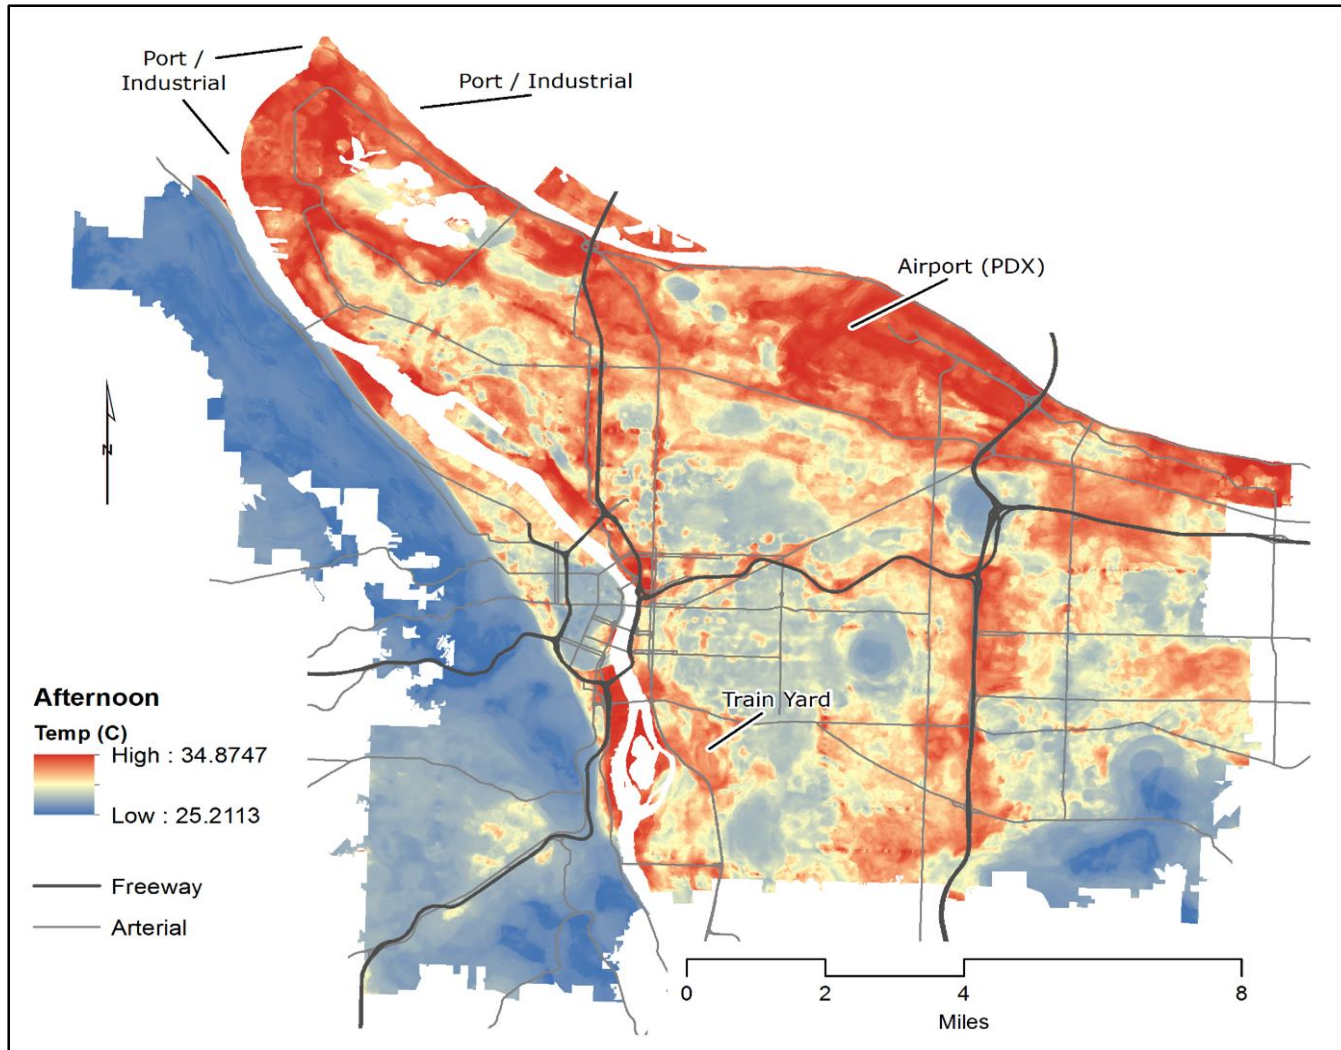 Port /
Industrial
Port / Industrial
Airport (PDX)
N
Train Yard
Afternoon
Temp (C)
High : 34.8747
Low : 25.2113
Freeway
Arterial
0 2 4 8
Miles